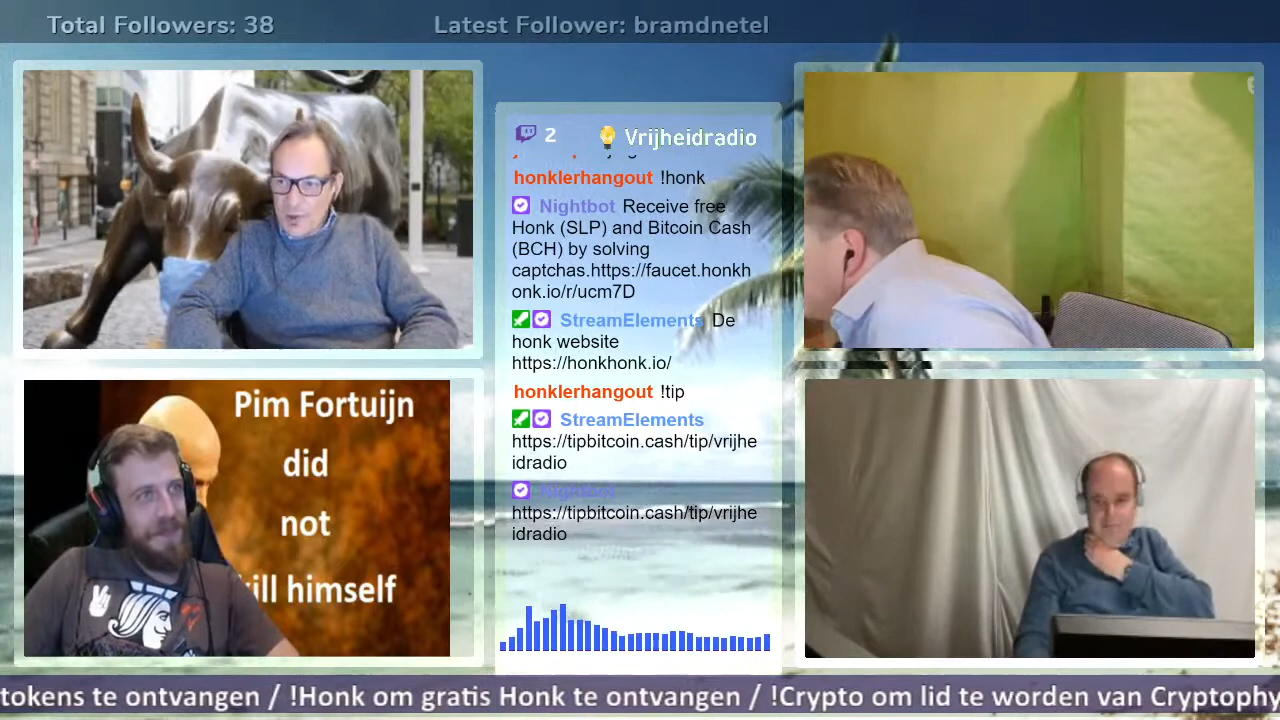 Total Followers: 38
Latest Follower: bramdnetel
2
Vrijheidradio
honklerhangout !honk
Nightbot Receive free
Honk (SLP) and Bitcoin Cash
(BCH) by solving
captchas.https://faucet.honkh
onk.io/r/ucm7D
StreamElements De
honk website
https://honkhonk.io/
honklerhangout !tip
StreamElements
https://tipbitcoin.cash/tip/vrijhe
idradio
Nightbot
https://tipbitcoin.cash/tip/vrijhe
idradio
Pim Fortuijn
did
not
kill himself
tokens te ontvangen / !Honk om gratis Honk te ontvangen / !Crypto om lid te worden van Cryptophy